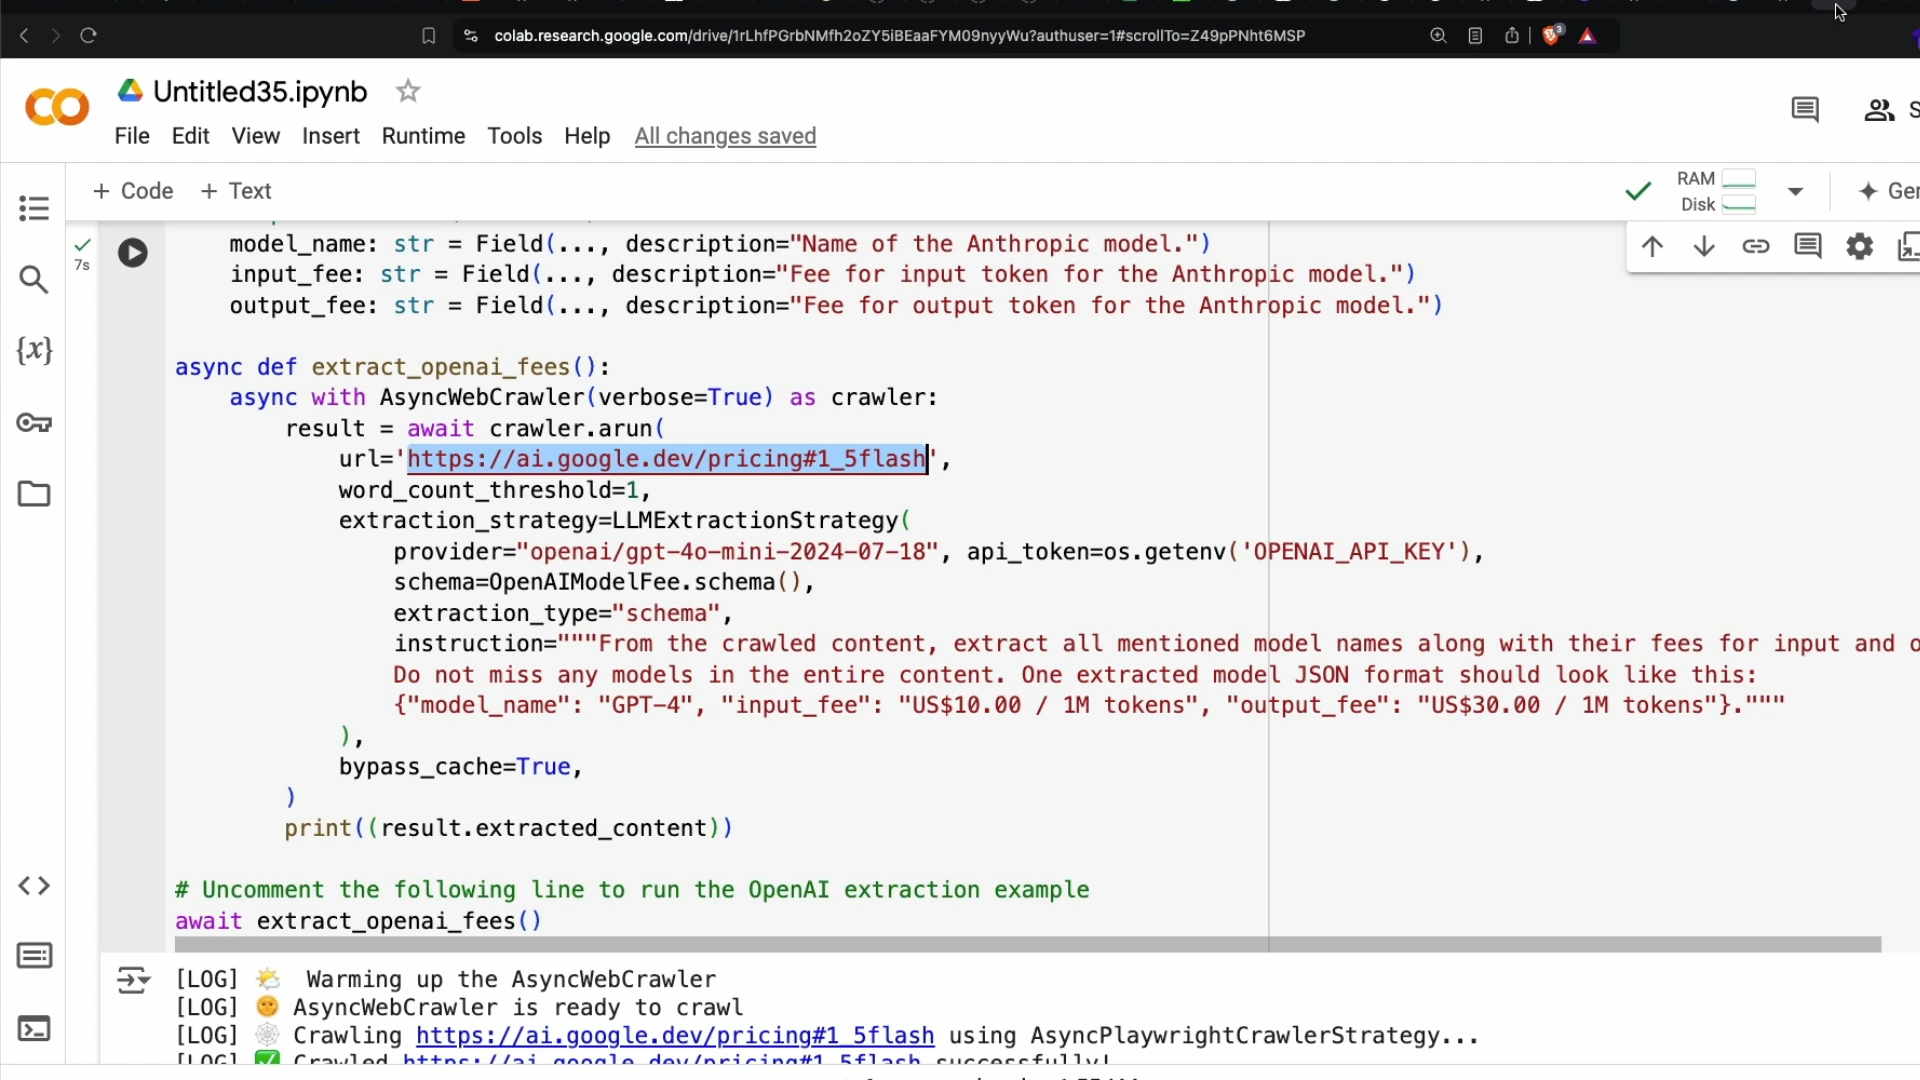 colab.research.google.com/drive/1rLhfPGrbNMfh2oZY5iBEaaFYM09nyyWu?authuser=1#scrollTo=Z49pPNht6MSP
3
Untitled35.ipynb
File Edit View Insert Runtime Tools Help All changes saved
+ Code + Text
RAM
Disk
7s
model_name: str = Field(..., description="Name of the Anthropic model.")
input_fee: str = Field(..., description="Fee for input token for the Anthropic model.")
output_fee: str = Field(..., description="Fee for output token for the Anthropic model.")
async def extract_openai_fees():
async with AsyncWebCrawler(verbose=True) as crawler:
result = await crawler.arun(
url='https://ai.google.dev/pricing#1_5flash',
word_count_threshold=1,
extraction_strategy=LLMExtractionStrategy(
provider="openai/gpt-4o-mini-2024-07-18", api_token=os.getenv('OPENAI_API_KEY'),
schema=OpenAIModelFee.schema(),
extraction_type="schema",
instruction="""From the crawled content, extract all mentioned model names along with their fees for input and
Do not miss any models in the entire content. One extracted model JSON format should look like this:
{"model_name": "GPT-4", "input_fee": "US$10.00 / 1M tokens", "output_fee": "US$30.00 / 1M tokens"}."""
),
bypass_cache=True,
)
print((result.extracted_content))
# Uncomment the following line to run the OpenAI extraction example
await extract_openai_fees()
[LOG] 🌤️ Warming up the AsyncWebCrawler
[LOG] 🌞 AsyncWebCrawler is ready to crawl
[LOG] 🕸️ Crawling https://ai.google.dev/pricing#1_5flash using AsyncPlaywrightCrawlerStrategy...
[LOG] ✅ Crawled https://ai.google.dev/pricing#1_5flash successfully!